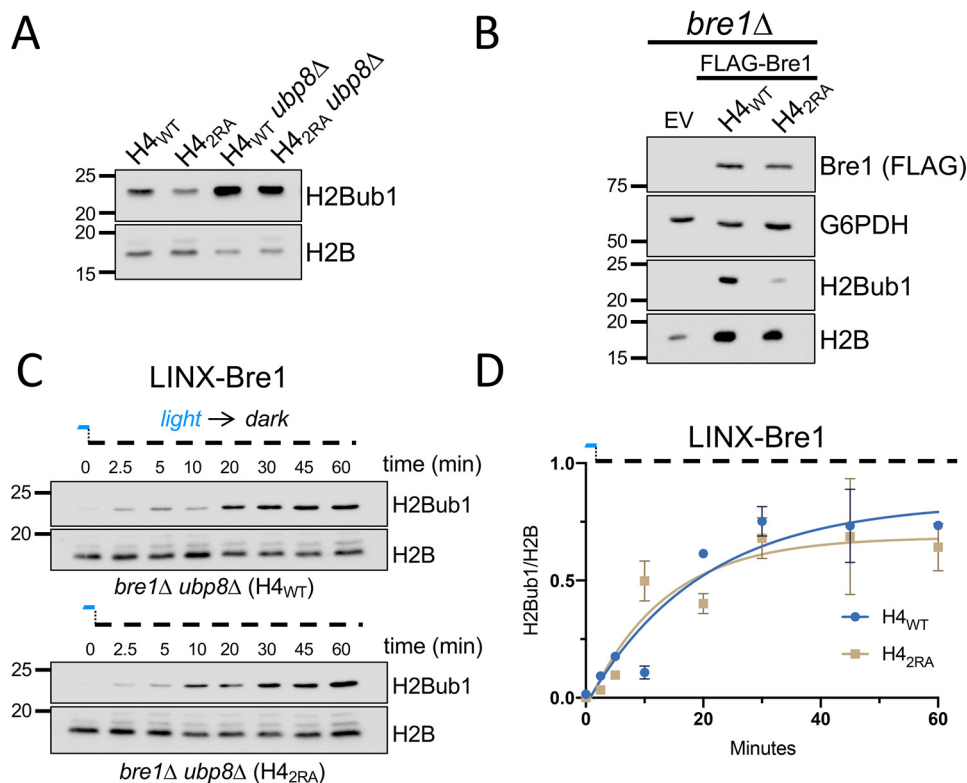 A
H4WT H42RA H4WT ubp8Δ H42RA ubp8Δ
25
20
H2Bub1
20
15
H2B
B
bre1Δ
FLAG-Bre1
EV H4WT H42RA
75
Bre1 (FLAG)
50
G6PDH
25
20
H2Bub1
20
15
H2B
C
LINX-Bre1
light → dark
0 2.5 5 10 20 30 45 60 time (min)
25
H2Bub1
20
H2B
bre1Δ ubp8Δ (H4WT)
0 2.5 5 10 20 30 45 60 time (min)
25
H2Bub1
20
H2B
bre1Δ ubp8Δ (H42RA)
D
LINX-Bre1
1.0
0.5
0.0
H2Bub1/H2B
H4WT
H42RA
0 20 40 60
Minutes